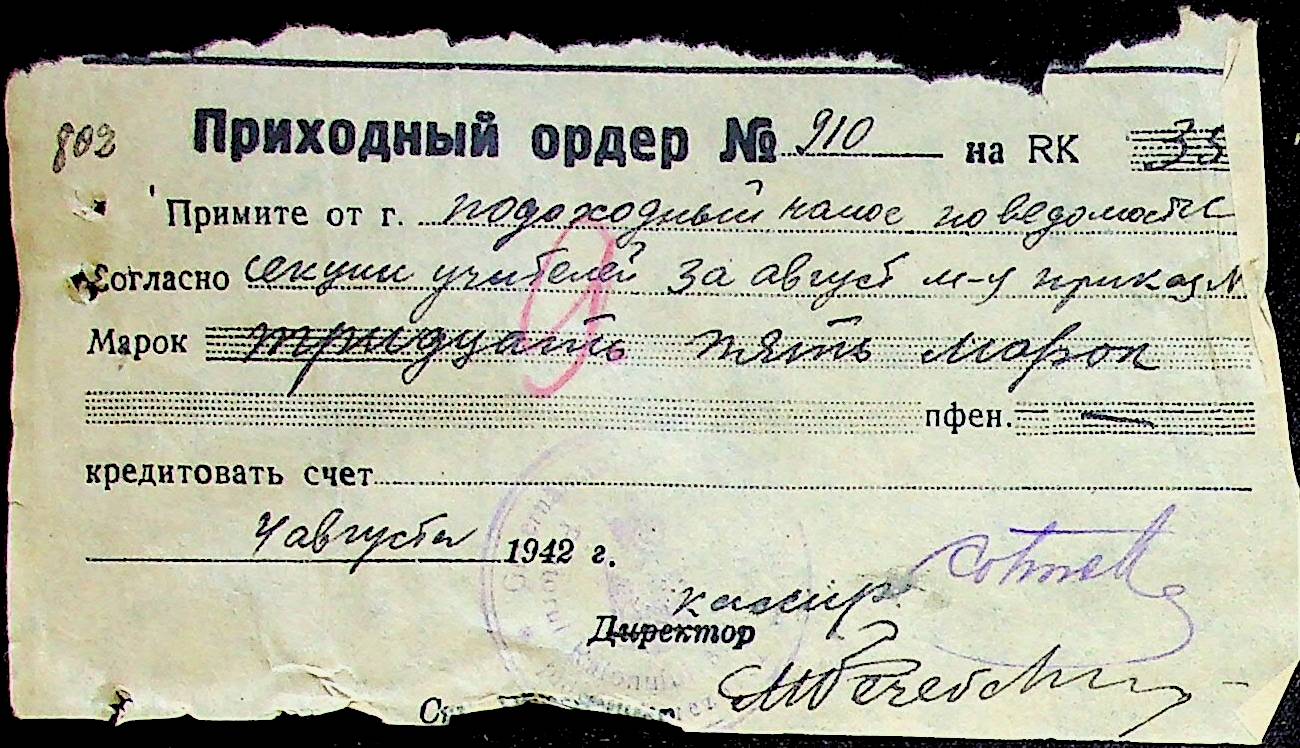 802 Приходный ордер № 910 на RK 35
Примите от г. подоходный налог по ведомости
Согласно секции учителей за август м-ц приказ №
Марок тридцать пять марок
пфен. —
кредитовать счет
4 августа 1942 г.
кассир
Директор